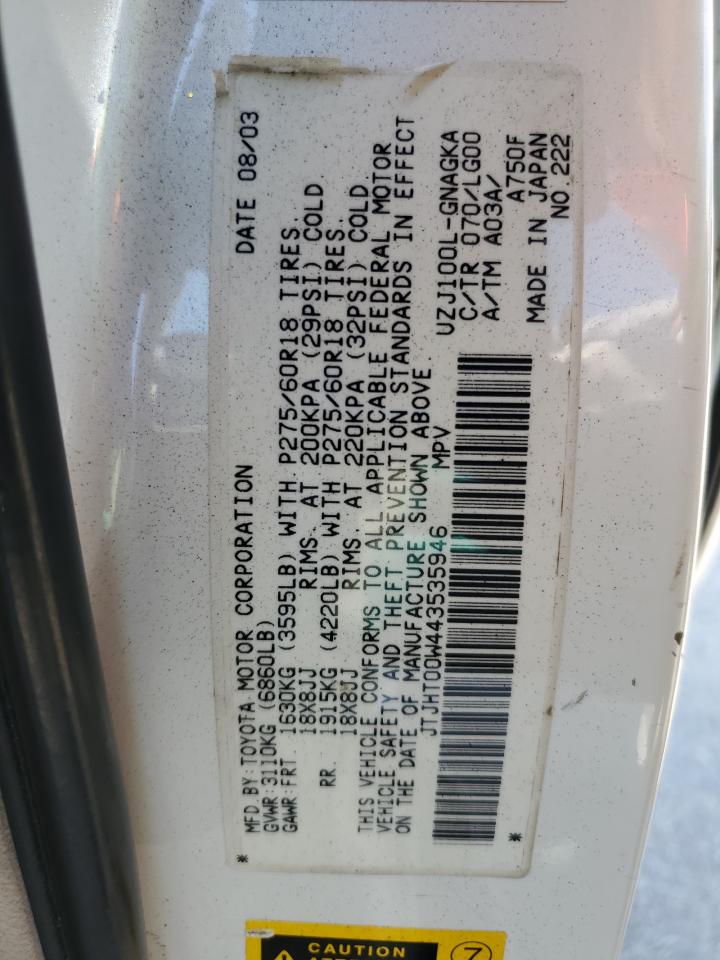 MFD. BY: TOYOTA MOTOR CORPORATION DATE 08/03
GVWR: 3110KG (6860LB)
GAWR: FRT 1630KG (3595LB) WITH P275/60R18 TIRES.
18X8JJ RIMS. AT 200KPA (29PSI) COLD
RR. 1915KG (4220LB) WITH P275/60R18 TIRES.
18X8JJ RIMS. AT 220KPA (32PSI) COLD.
THIS VEHICLE CONFORMS TO ALL APPLICABLE FEDERAL MOTOR
VEHICLE SAFETY AND THEFT PREVENTION STANDARDS IN EFFECT
ON THE DATE OF MANUFACTURE SHOWN ABOVE.
JTJHT00W443535946 MPV
UZJ100L-GNAGKA
C/TR 070/LG00
A/TM A03A/
A750F
MADE IN JAPAN
NO.222
* *
CAUTION
7